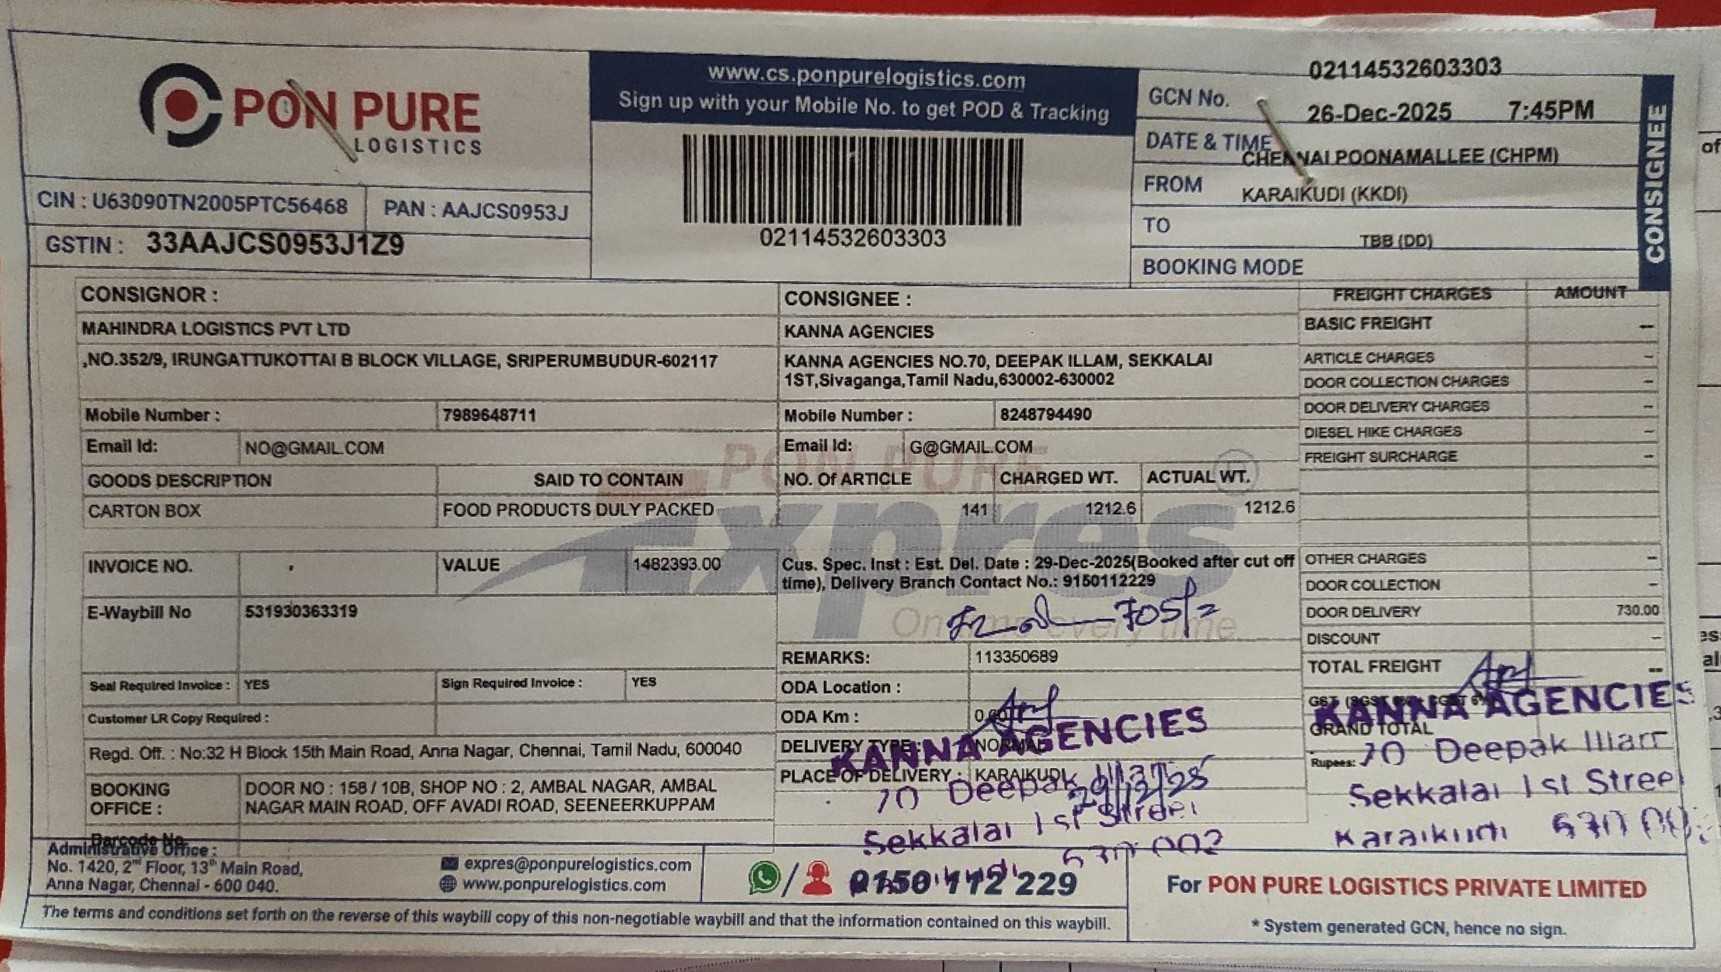 PON PURE
LOGISTICS
www.cs.ponpurelogistics.com
Sign up with your Mobile No. to get POD & Tracking
02114532603303
CIN : U63090TN2005PTC56468
PAN : AAJCS0953J
GSTIN : 33AAJCS0953J1Z9
GCN No. 02114532603303
DATE & TIME 26-Dec-2025 7:45PM
FROM CHENNAI POONAMALLEE (CHPM)
TO KARAIKUDI (KKDI)
BOOKING MODE TBB (DD)
CONSIGNEE
CONSIGNOR :
MAHINDRA LOGISTICS PVT LTD
,NO.352/9, IRUNGATTUKOTTAI B BLOCK VILLAGE, SRIPERUMBUDUR-602117
Mobile Number : 7989648711
Email Id: NO@GMAIL.COM
GOODS DESCRIPTION SAID TO CONTAIN
CARTON BOX FOOD PRODUCTS DULY PACKED
INVOICE NO. . VALUE 1482393.00
E-Waybill No 531930363319
Seal Required Invoice : YES Sign Required Invoice : YES
Customer LR Copy Required :
Regd. Off. : No:32 H Block 15th Main Road, Anna Nagar, Chennai, Tamil Nadu, 600040
BOOKING OFFICE : DOOR NO : 158 / 10B, SHOP NO : 2, AMBAL NAGAR, AMBAL
NAGAR MAIN ROAD, OFF AVADI ROAD, SEENEERKUPPAM
Barcode No
CONSIGNEE :
KANNA AGENCIES
KANNA AGENCIES NO.70, DEEPAK ILLAM, SEKKALAI
1ST,Sivaganga,Tamil Nadu,630002-630002
Mobile Number : 8248794490
Email Id: G@GMAIL.COM
NO. Of ARTICLE CHARGED WT. ACTUAL WT.
141 1212.6 1212.6
PON PURE
Expres
Cus. Spec. Inst : Est. Del. Date : 29-Dec-2025(Booked after cut off
time), Delivery Branch Contact No.: 9150112229
REMARKS: 113350689
ODA Location :
ODA Km :
DELIVERY TYPE : NORMAL
PLACE OF DELIVERY : KARAIKUDI
KANNA AGENCIES
70 Deepak
29/12/25
Sekkalai 1st Street
630 002
FREIGHT CHARGES AMOUNT
BASIC FREIGHT --
ARTICLE CHARGES -
DOOR COLLECTION CHARGES -
DOOR DELIVERY CHARGES -
DIESEL HIKE CHARGES -
FREIGHT SURCHARGE -
OTHER CHARGES -
DOOR COLLECTION -
DOOR DELIVERY 730.00
DISCOUNT -
TOTAL FREIGHT --
GRAND TOTAL
Rupees:
KANNA AGENCIES
70 Deepak Illam
Sekkalai 1st Stree
Karaikudi
Administrative Office :
No. 1420, 2nd Floor, 13th Main Road,
Anna Nagar, Chennai - 600 040.
expres@ponpurelogistics.com
www.ponpurelogistics.com
9150 112 229
For PON PURE LOGISTICS PRIVATE LIMITED
The terms and conditions set forth on the reverse of this waybill copy of this non-negotiable waybill and that the information contained on this waybill.
* System generated GCN, hence no sign.